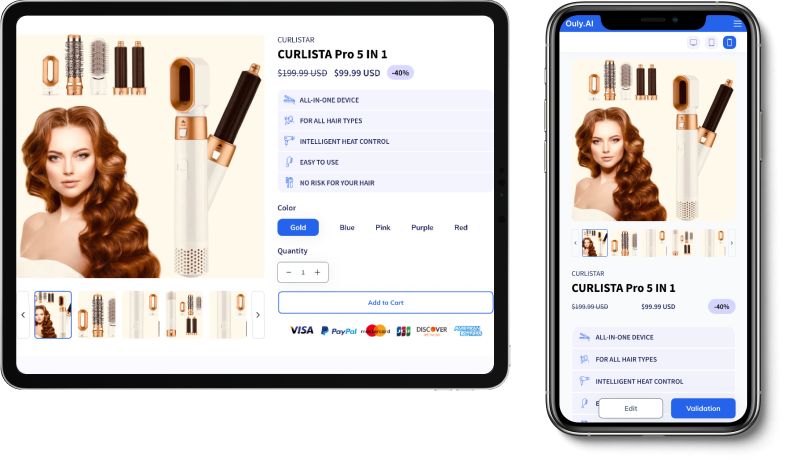 CURLISTAR
CURLISTA Pro 5 IN 1
$199.99 USD $99.99 USD -40%
ALL-IN-ONE DEVICE
FOR ALL HAIR TYPES
INTELLIGENT HEAT CONTROL
EASY TO USE
NO RISK FOR YOUR HAIR
Color
Gold Blue Pink Purple Red
Quantity
− 1 +
Add to Cart
VISA PayPal mastercard JCB DISCOVER AMERICAN EXPRESS
Ouly.AI
CURLISTAR
CURLISTA Pro 5 IN 1
$199.99 USD $99.99 USD -40%
ALL-IN-ONE DEVICE
FOR ALL HAIR TYPES
INTELLIGENT HEAT CONTROL
E
Edit Validation